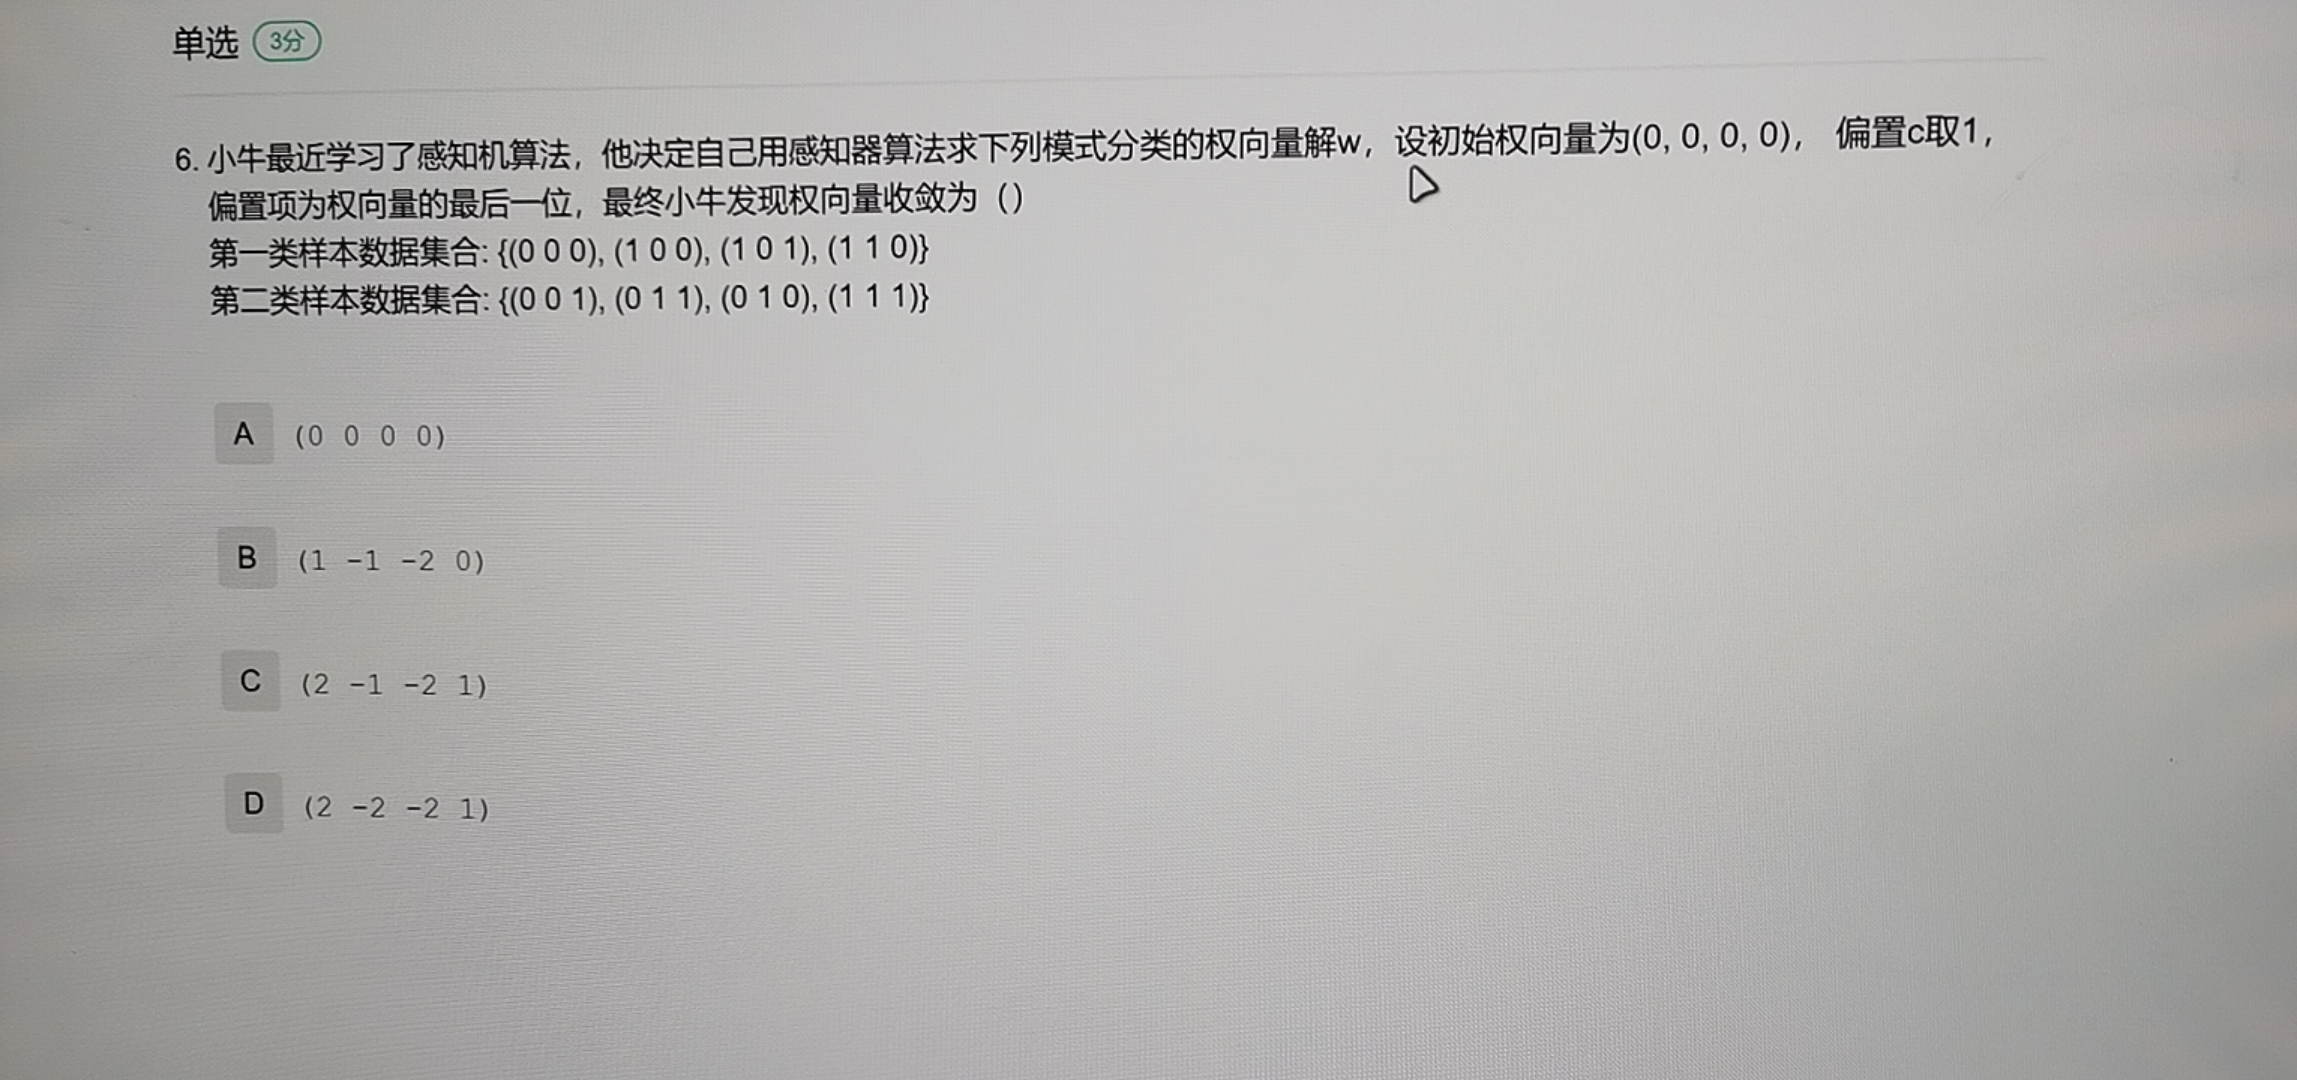 单选 3分
6. 小牛最近学习了感知机算法，他决定自己用感知器算法求下列模式分类的权向量解w，设初始权向量为(0, 0, 0, 0)， 偏置c取1，
偏置项为权向量的最后一位，最终小牛发现权向量收敛为（）
第一类样本数据集合: {(0 0 0), (1 0 0), (1 0 1), (1 1 0)}
第二类样本数据集合: {(0 0 1), (0 1 1), (0 1 0), (1 1 1)}
A (0 0 0 0)
B (1 -1 -2 0)
C (2 -1 -2 1)
D (2 -2 -2 1)